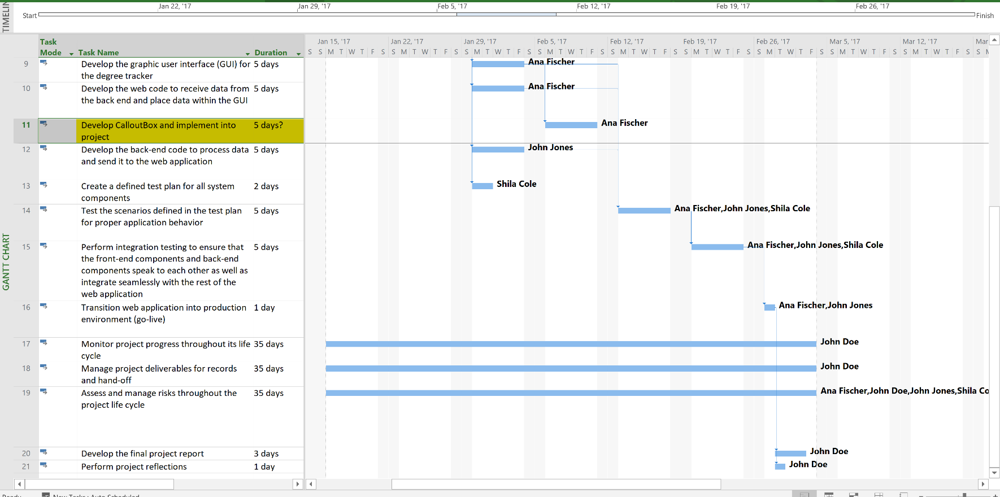 TIMELIN
Jan 22, '17
Jan 29, '17
Feb 5, '17
Feb 12, '17
Feb 19, '17
Feb 26, '17
Start
Finish
GANTT CHART
Task
Mode
Task Name
Duration
Jan 15, '17
Jan 22, '17
Jan 29, '17
Feb 5, '17
Feb 12, '17
Feb 19, '17
Feb 26, '17
Mar 5, '17
Mar 12, '17
Mar
S S M T W T F S S M T W T F S S M T W T F S S M T W T F S S M T W T F S S M T W T F S S M T W T F S S M T W T F S S M T W T F S S M
9 Develop the graphic user interface (GUI) for 5 days Ana Fischer
the degree tracker
10 Develop the web code to receive data from 5 days Ana Fischer
the back end and place data within the GUI
11 Develop CalloutBox and implement into 5 days? Ana Fischer
project
12 Develop the back-end code to process data 5 days John Jones
and send it to the web application
13 Create a defined test plan for all system 2 days Shila Cole
components
14 Test the scenarios defined in the test plan 5 days Ana Fischer,John Jones,Shila Cole
for proper application behavior
15 Perform integration testing to ensure that 5 days Ana Fischer,John Jones,Shila Cole
the front-end components and back-end
components speak to each other as well as
integrate seamlessly with the rest of the
web application
16 Transition web application into production 1 day Ana Fischer,John Jones
environment (go-live)
17 Monitor project progress throughout its life 35 days John Doe
cycle
18 Manage project deliverables for records 35 days John Doe
and hand-off
19 Assess and manage risks throughout the 35 days Ana Fischer,John Doe,John Jones,Shila Co
project life cycle
20 Develop the final project report 3 days John Doe
21 Perform project reflections 1 day John Doe
Ready
New Tasks : Auto Scheduled